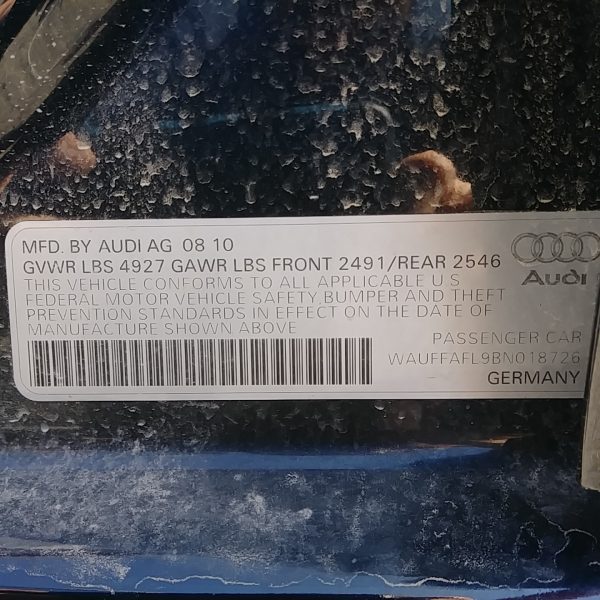 MFD. BY AUDI AG 08 10
GVWR LBS 4927 GAWR LBS FRONT 2491/REAR 2546
THIS VEHICLE CONFORMS TO ALL APPLICABLE U S
FEDERAL MOTOR VEHICLE SAFETY, BUMPER AND THEFT
PREVENTION STANDARDS IN EFFECT ON THE DATE OF
MANUFACTURE SHOWN ABOVE
Audi
PASSENGER CAR
WAUFFAFL9BN018726
GERMANY